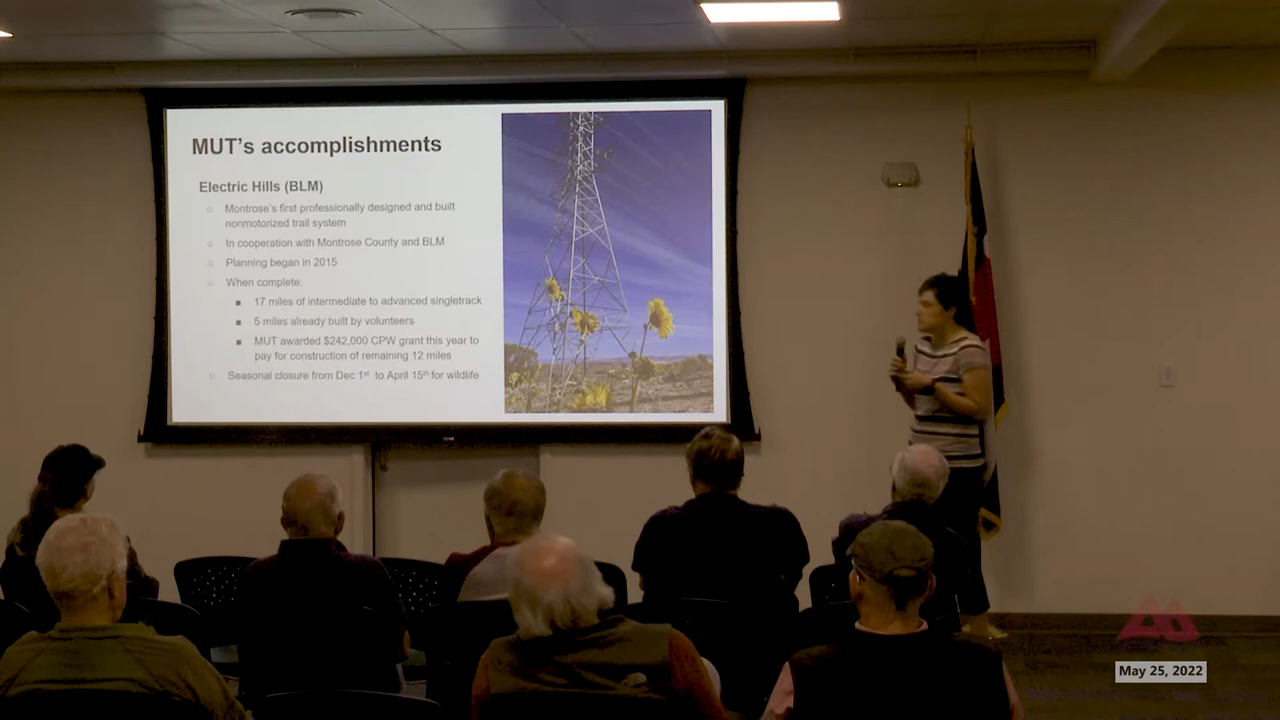 MUT's accomplishments
Electric Hills (BLM)
Montrose's first professionally designed and built
nonmotorized trail system
In cooperation with Montrose County and BLM
Planning began in 2015
When complete:
17 miles of intermediate to advanced singletrack
5 miles already built by volunteers
MUT awarded $242,000 CPW grant this year to
pay for construction of remaining 12 miles
Seasonal closure from Dec 1st to April 15th for wildlife
May 25, 2022